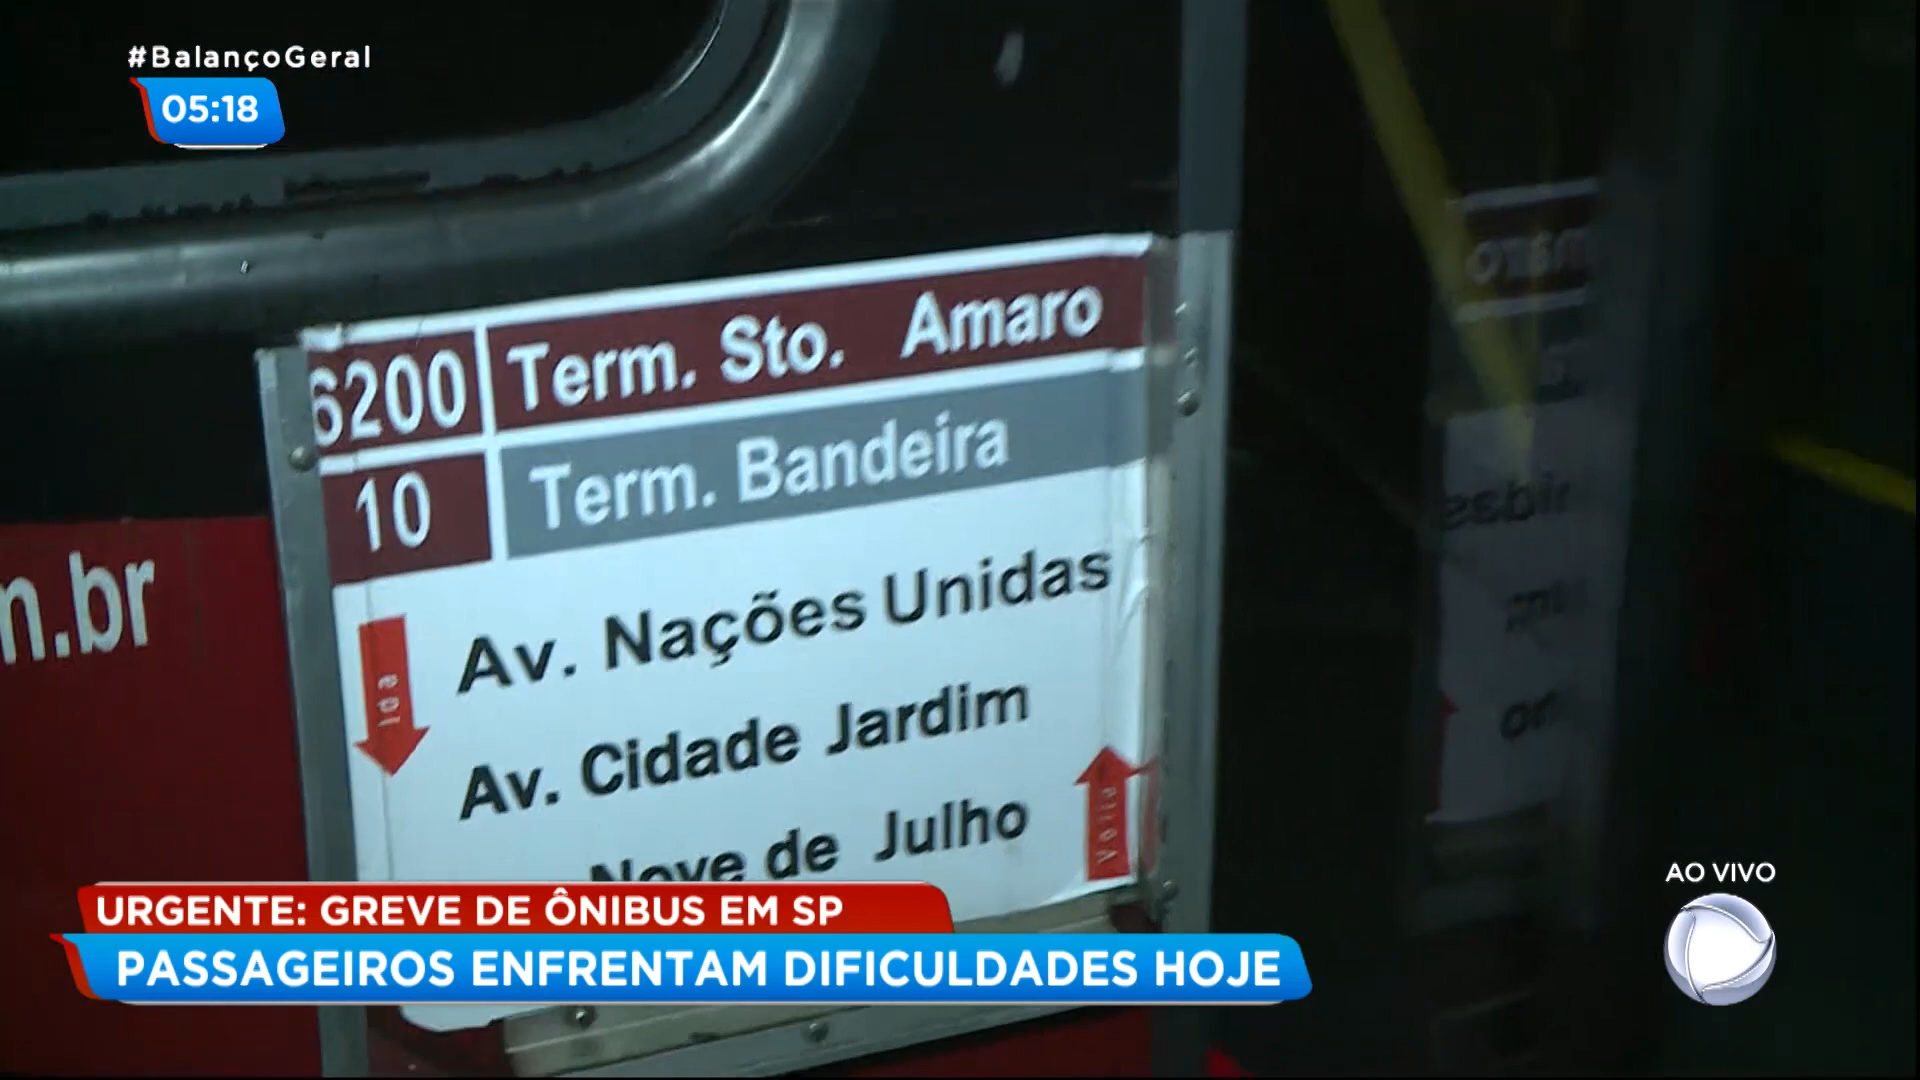 #BalançoGeral
05:18
6200 Term. Sto. Amaro
10 Term. Bandeira
m.br
Av. Nações Unidas
Ida
Av. Cidade Jardim
Nove de Julho
Volta
AO VIVO
URGENTE: GREVE DE ÔNIBUS EM SP
PASSAGEIROS ENFRENTAM DIFICULDADES HOJE